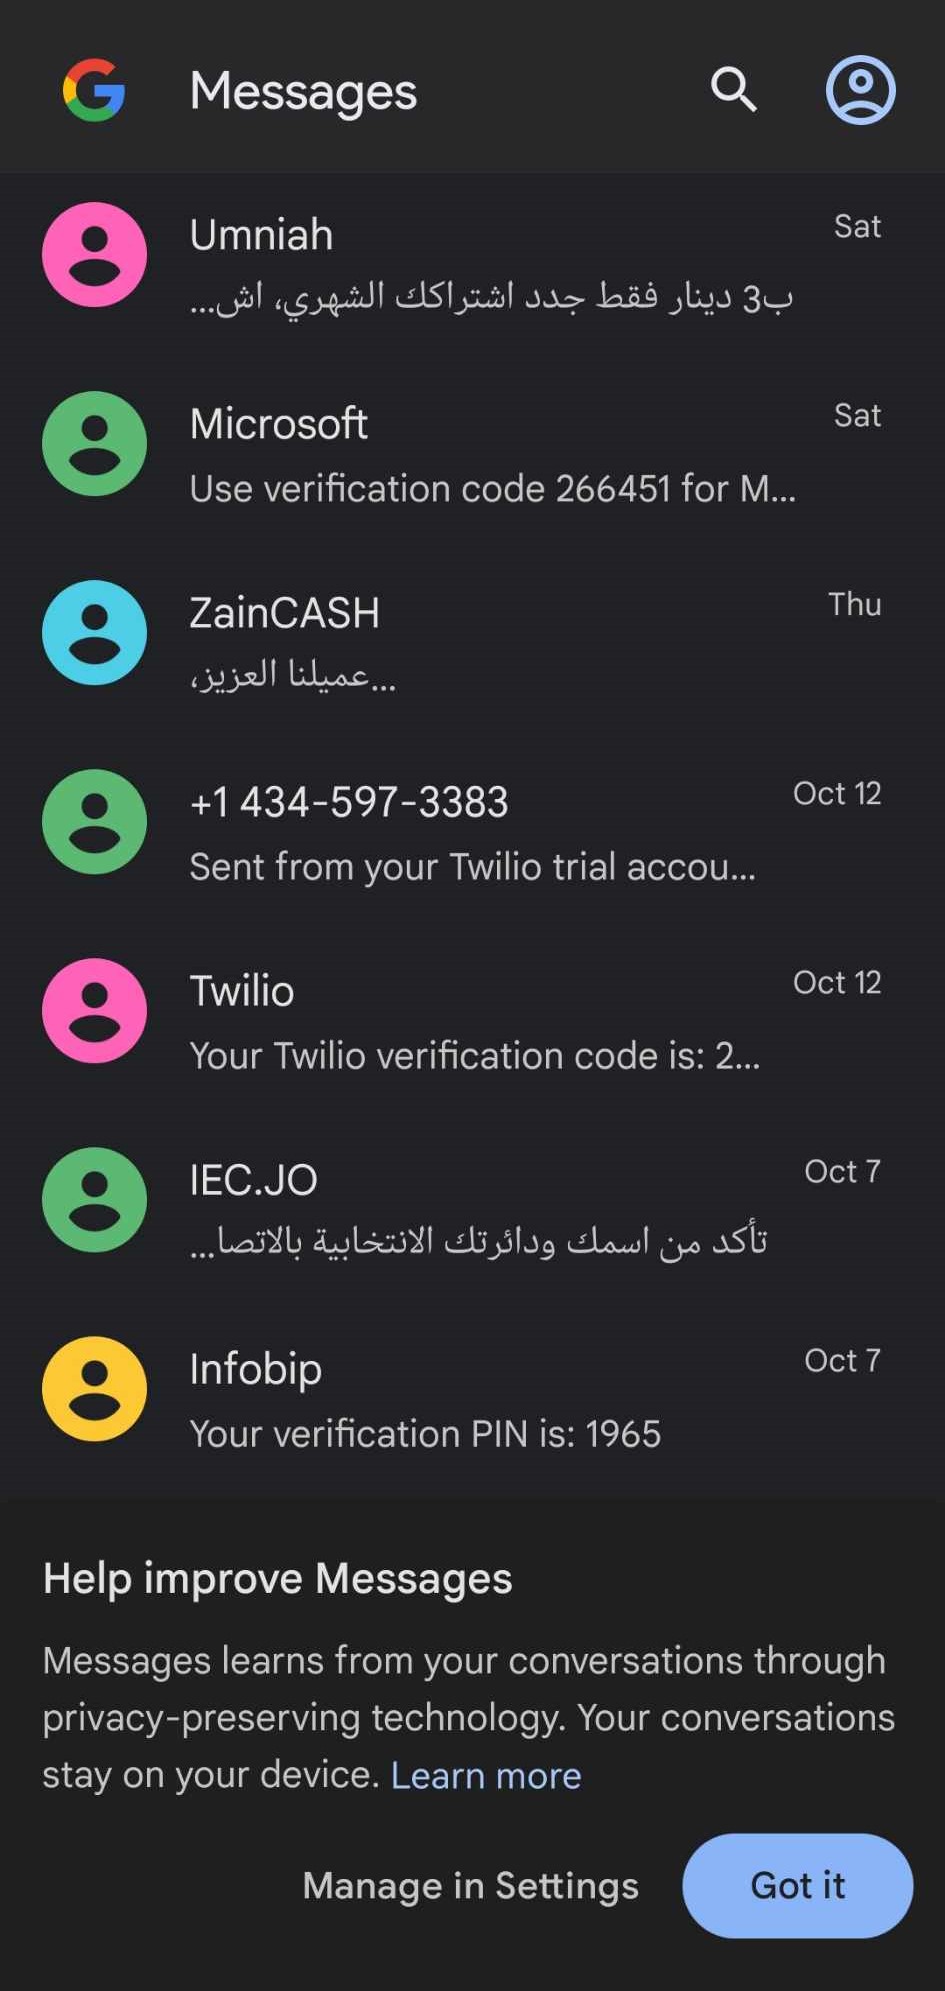 Messages
Umniah
Sat
ب3 دينار فقط جدد اشتراكك الشهري، اش...
Microsoft
Sat
Use verification code 266451 for M...
ZainCASH
Thu
عميلنا العزيز،...
+1 434-597-3383
Oct 12
Sent from your Twilio trial accou...
Twilio
Oct 12
Your Twilio verification code is: 2...
IEC.JO
Oct 7
تأكد من اسمك ودائرتك الانتخابية بالاتصا...
Infobip
Oct 7
Your verification PIN is: 1965
Help improve Messages
Messages learns from your conversations through
privacy-preserving technology. Your conversations
stay on your device. Learn more
Manage in Settings
Got it